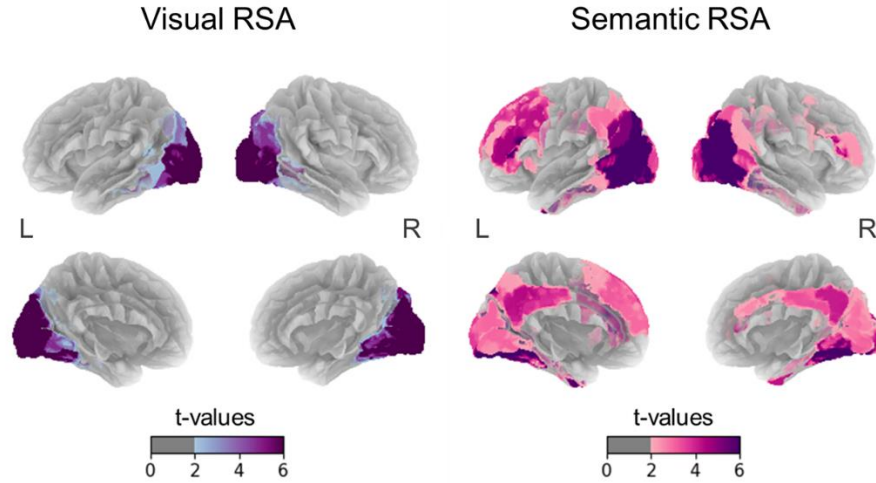 Visual RSA
Semantic RSA
L
R
L
R
t-values
0 2 4 6
t-values
0 2 4 6